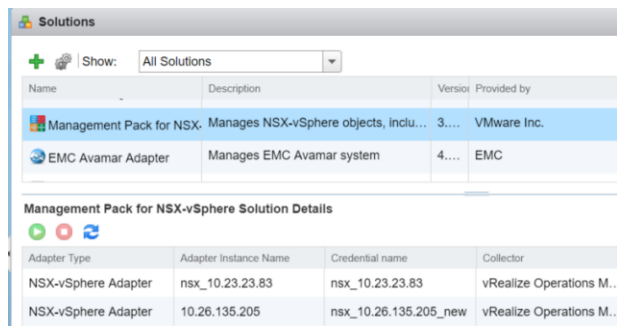 Solutions
Show: All Solutions
Name Description Version Provided by
Management Pack for NSX- Manages NSX-vSphere objects, inclu... 3.... VMware Inc.
EMC Avamar Adapter Manages EMC Avamar system 4.... EMC
Management Pack for NSX-vSphere Solution Details
Adapter Type Adapter Instance Name Credential name Collector
NSX-vSphere Adapter nsx_10.23.23.83 nsx_10.23.23.83 vRealize Operations M...
NSX-vSphere Adapter 10.26.135.205 nsx_10.26.135.205_new vRealize Operations M...